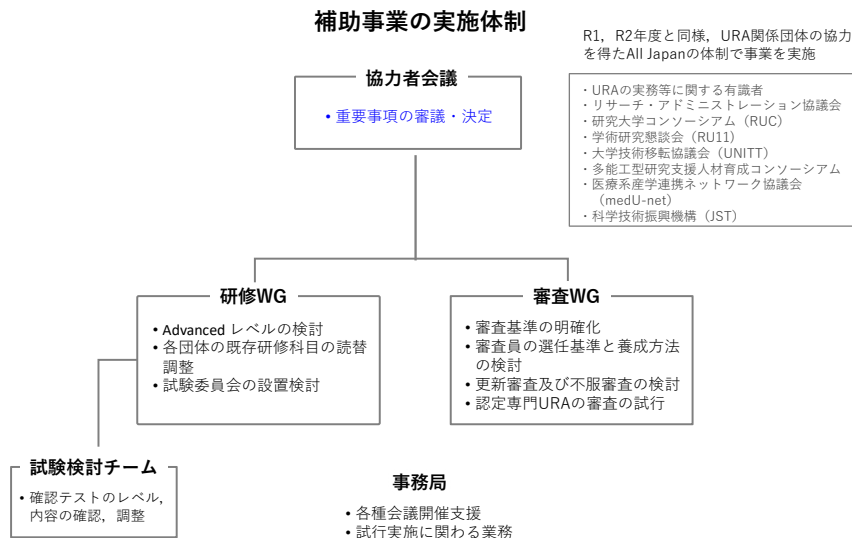 補助事業の実施体制
R1，R2年度と同様，URA関係団体の協力
を得たAll Japanの体制で事業を実施
・URAの実務等に関する有識者
・リサーチ・アドミニストレーション協議会
・研究大学コンソーシアム（RUC）
・学術研究懇談会（RU11）
・大学技術移転協議会（UNITT）
・多能工型研究支援人材育成コンソーシアム
・医療系産学連携ネットワーク協議会
（medU-net）
・科学技術振興機構（JST）
協力者会議
• 重要事項の審議・決定
研修WG
• Advanced レベルの検討
• 各団体の既存研修科目の読替
調整
• 試験委員会の設置検討
審査WG
• 審査基準の明確化
• 審査員の選任基準と養成方法
の検討
• 更新審査及び不服審査の検討
• 認定専門URAの審査の試行
試験検討チーム
• 確認テストのレベル，
内容の確認，調整
事務局
• 各種会議開催支援
• 試行実施に関わる業務